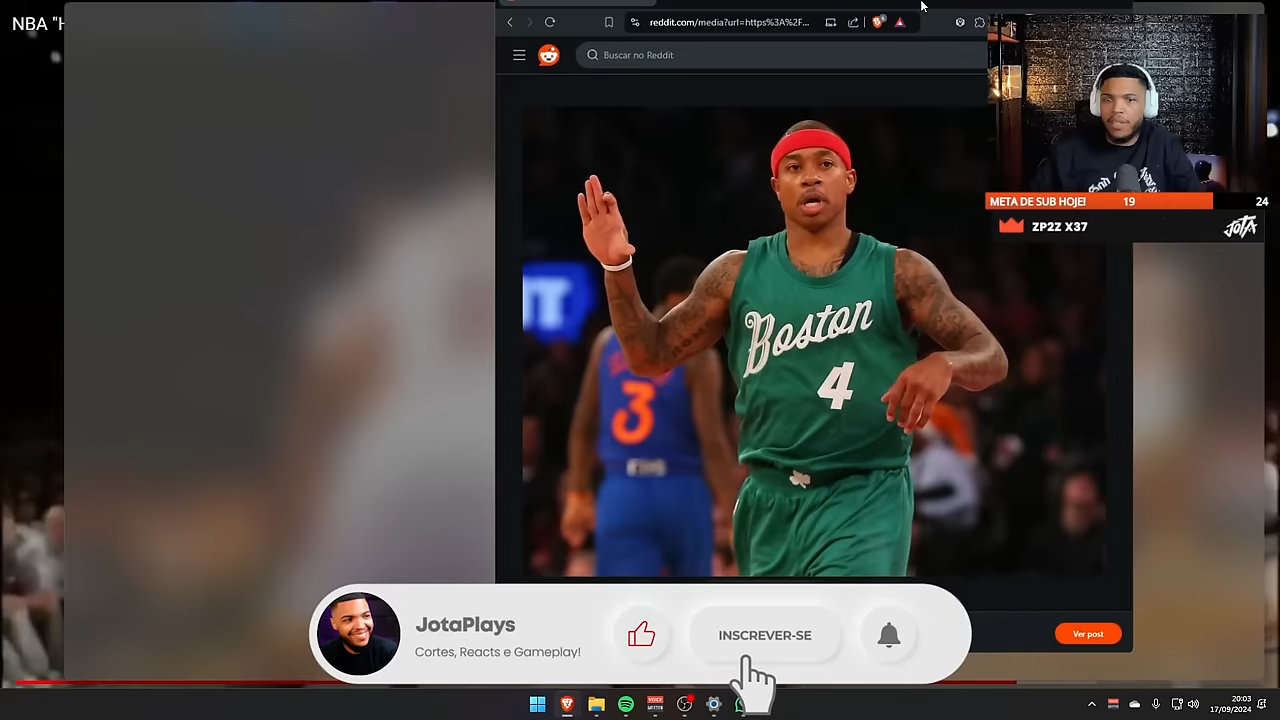 NBA "H
reddit.com/media?url=https%3A%2F...
Buscar no Reddit
META DE SUB HOJE! 19 24
ZP2Z X37
JOTA
Boston
4
3
JotaPlays
Cortes, Reacts e Gameplay!
INSCREVER-SE
Ver post
20:03
17/09/2024